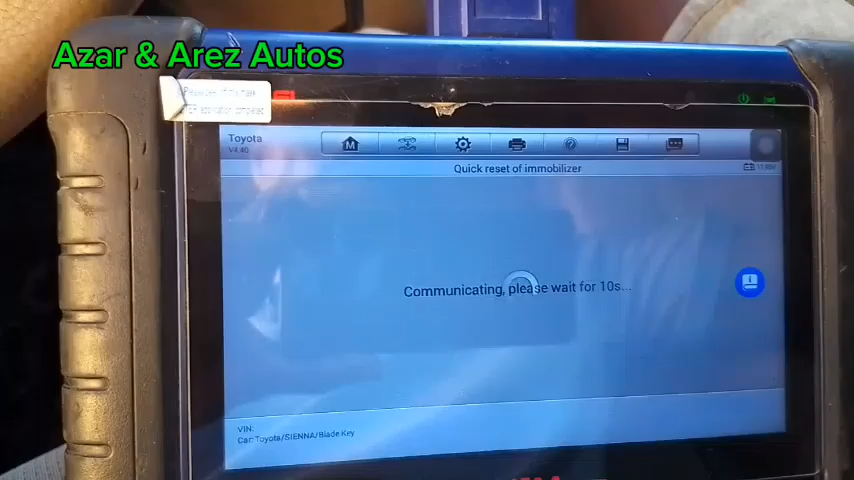 Azar & Arez Autos
Toyota
V4.40
M
Quick reset of immobilizer
Communicating, please wait for 10s...
VIN:
Car: Toyota/SIENNA/Blade Key